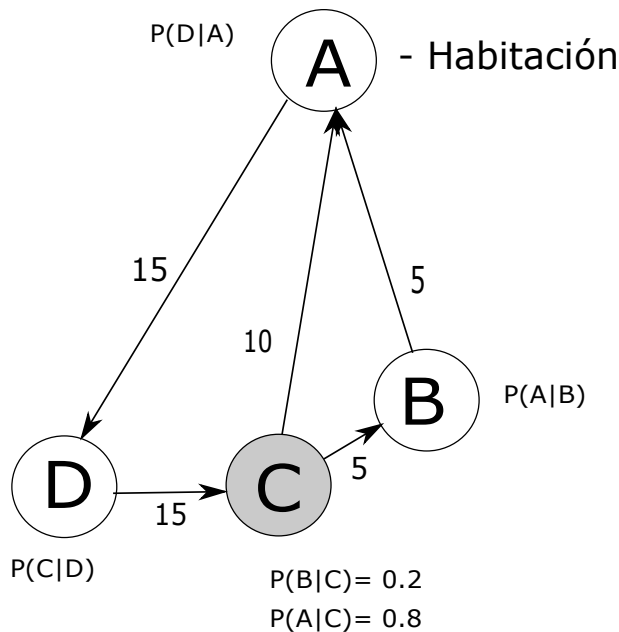 P(D|A)
A
- Habitación
15
10
5
B
P(A|B)
D
C
5
15
P(C|D)
P(B|C)= 0.2
P(A|C)= 0.8